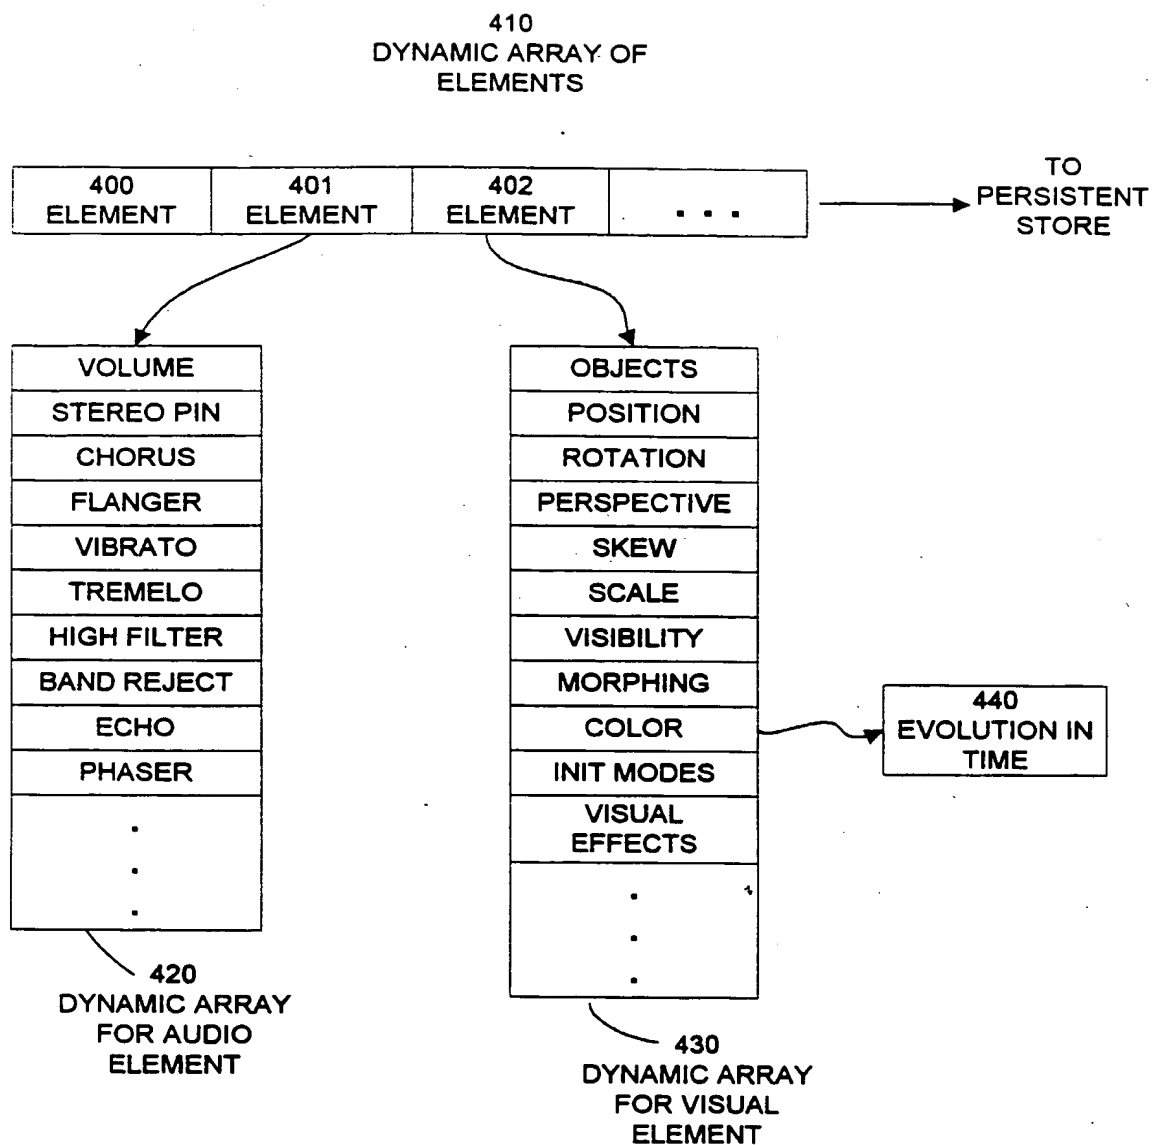 410
DYNAMIC ARRAY OF
ELEMENTS
400
ELEMENT
401
ELEMENT
402
ELEMENT
. . .
TO
PERSISTENT
STORE
VOLUME
STEREO PIN
CHORUS
FLANGER
VIBRATO
TREMELO
HIGH FILTER
BAND REJECT
ECHO
PHASER
.
.
.
420
DYNAMIC ARRAY
FOR AUDIO
ELEMENT
OBJECTS
POSITION
ROTATION
PERSPECTIVE
SKEW
SCALE
VISIBILITY
MORPHING
COLOR
INIT MODES
VISUAL
EFFECTS
.
.
.
440
EVOLUTION IN
TIME
430
DYNAMIC ARRAY
FOR VISUAL
ELEMENT